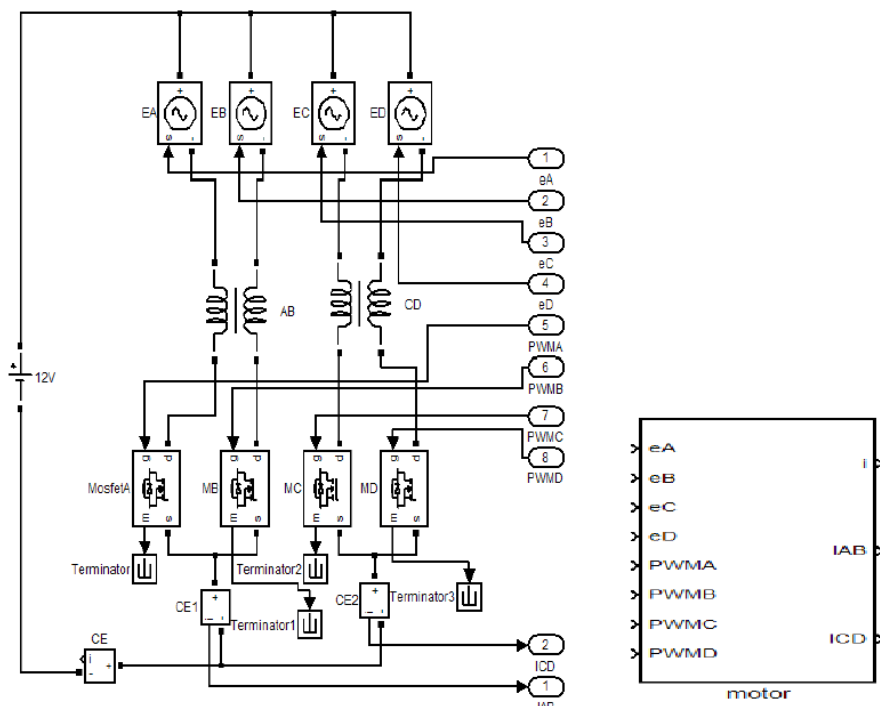 EA
EB
EC
ED
+
+
+
+
s
-
s
-
s
-
s
-
1
eA
2
eB
3
eC
4
eD
5
PWMA
6
PWMB
7
PWMC
8
PWMD
AB
CD
+
12V
g
g
g
g
MosfetA
MB
MC
MD
m
s
m
s
m
s
m
s
Terminator
Terminator2
Terminator1
Terminator3
CE1
+
i
-
CE2
+
i
-
CE
i
-
+
2
ICD
1
IAB
eA
eB
eC
eD
PWMA
PWMB
PWMC
PWMD
i
IAB
ICD
motor